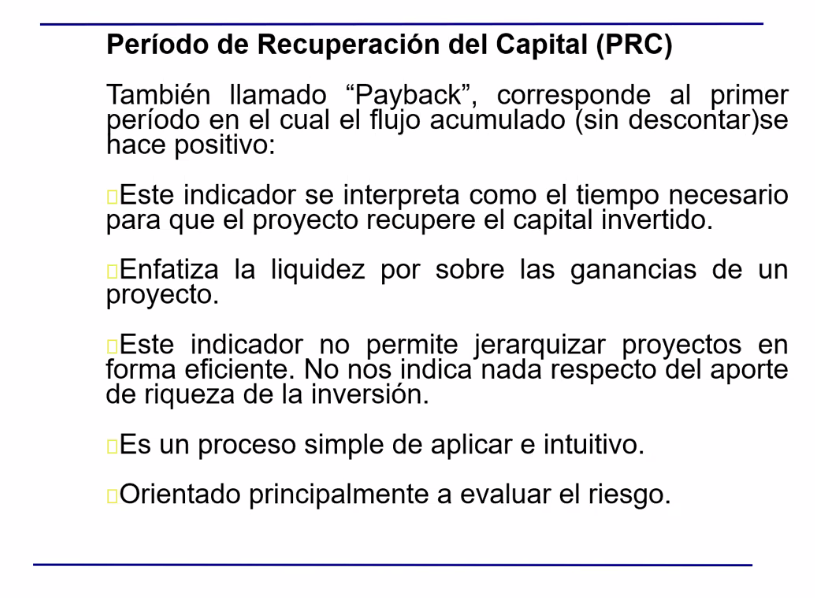 Período de Recuperación del Capital (PRC)
También llamado “Payback”, corresponde al primer
período en el cual el flujo acumulado (sin descontar)se
hace positivo:
Este indicador se interpreta como el tiempo necesario
para que el proyecto recupere el capital invertido.
Enfatiza la liquidez por sobre las ganancias de un
proyecto.
Este indicador no permite jerarquizar proyectos en
forma eficiente. No nos indica nada respecto del aporte
de riqueza de la inversión.
Es un proceso simple de aplicar e intuitivo.
Orientado principalmente a evaluar el riesgo.